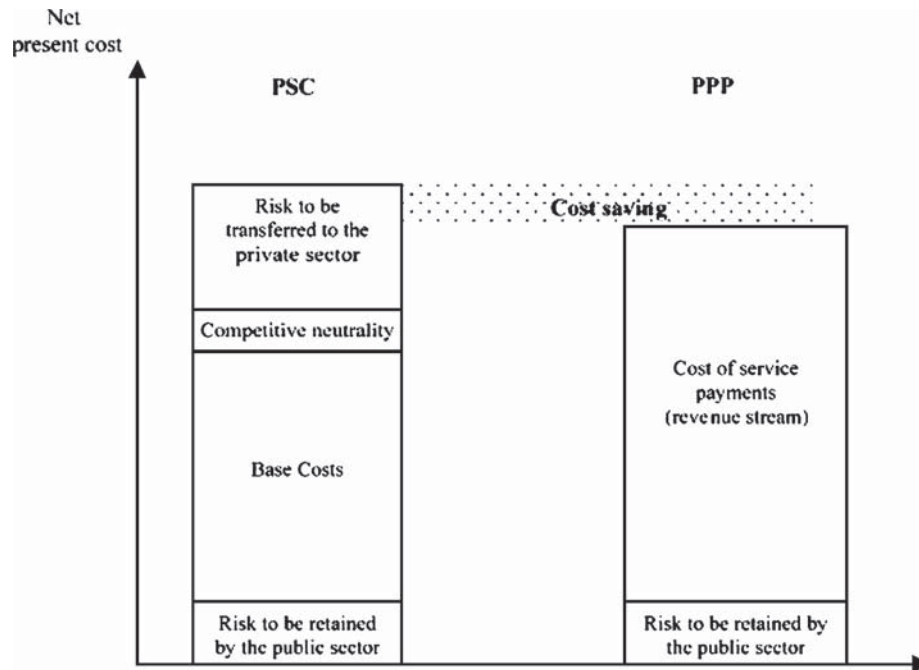 Net
present cost
PSC
PPP
Risk to be
transferred to the
private sector
Cost saving
Competitive neutrality
Cost of service
payments
(revenue stream)
Base Costs
Risk to be retained
by the public sector
Risk to be retained by
the public sector